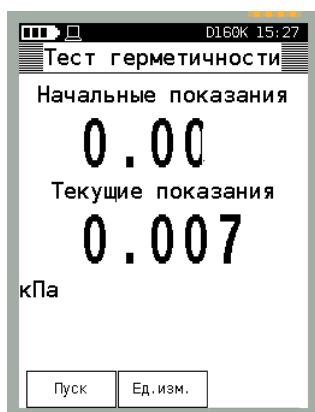 D160K 15:27
Тест герметичности
Начальные показания
0.00
Текущие показания
0.007
кПа
Пуск Ед.изм.